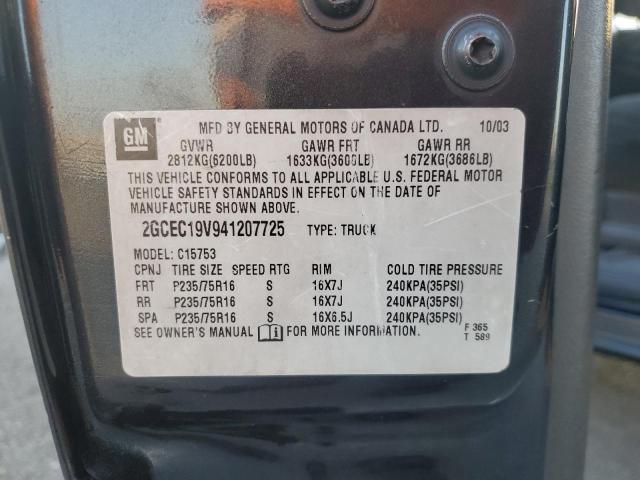 GM
MFD BY GENERAL MOTORS OF CANADA LTD. 10/03
GVWR GAWR FRT GAWR RR
2812KG(6200LB) 1633KG(3600LB) 1672KG(3686LB)
THIS VEHICLE CONFORMS TO ALL APPLICABLE U.S. FEDERAL MOTOR
VEHICLE SAFETY STANDARDS IN EFFECT ON THE DATE OF
MANUFACTURE SHOWN ABOVE.
2GCEC19V941207725 TYPE: TRUCK
MODEL: C15753
CPNJ TIRE SIZE SPEED RTG RIM COLD TIRE PRESSURE
FRT P235/75R16 S 16X7J 240KPA(35PSI)
RR P235/75R16 S 16X7J 240KPA(35PSI)
SPA P235/75R16 S 16X6.5J 240KPA(35PSI)
SEE OWNER'S MANUAL FOR MORE INFORMATION.
F 365
T 589